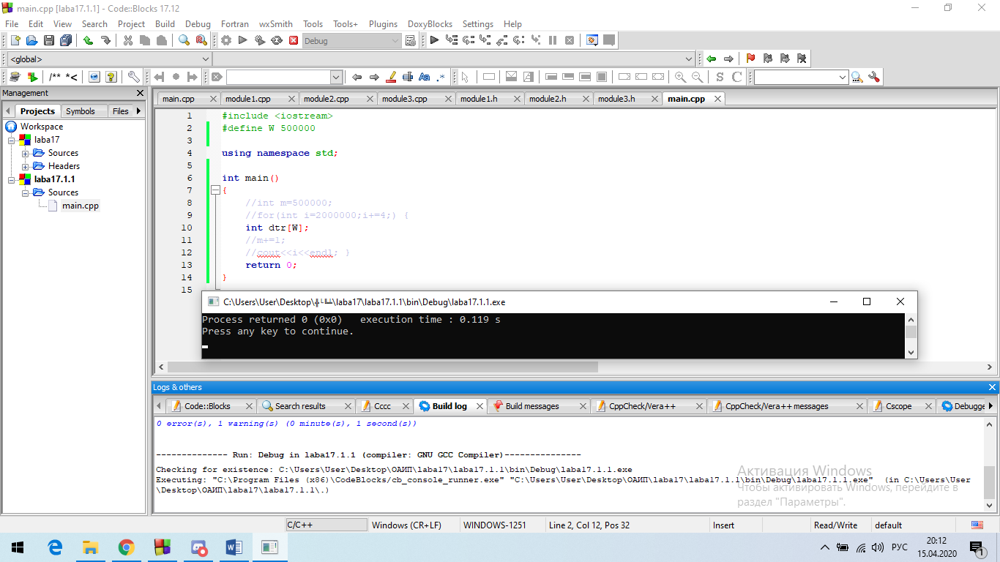 main.cpp [laba17.1.1] - Code::Blocks 17.12
File Edit View Search Project Build Debug Fortran wxSmith Tools Tools+ Plugins DoxyBlocks Settings Help
Debug
<global>
/** *<
Aa .*
S C
Management
main.cpp module1.cpp module2.cpp module3.cpp module1.h module2.h module3.h main.cpp
Projects Symbols Files
Workspace
laba17
Sources
Headers
laba17.1.1
Sources
main.cpp
1 #include <iostream>
2 #define W 500000
3
4 using namespace std;
5
6 int main()
7 {
8 //int m=500000;
9 //for(int i=2000000;i+=4;) {
10 int dtr[W];
11 //m+=1;
12 //cout<<i<<endl; }
13 return 0;
14 }
15
C:\Users\User\Desktop\╬└╚╧\laba17\laba17.1.1\bin\Debug\laba17.1.1.exe
Process returned 0 (0x0) execution time : 0.119 s
Press any key to continue.
Logs & others
Code::Blocks Search results Cccc Build log Build messages CppCheck/Vera++ CppCheck/Vera++ messages Cscope Debugge
0 error(s), 1 warning(s) (0 minute(s), 1 second(s))
-------------- Run: Debug in laba17.1.1 (compiler: GNU GCC Compiler)---------------
Checking for existence: C:\Users\User\Desktop\ОАИП\laba17\laba17.1.1\bin\Debug\laba17.1.1.exe
Executing: "C:\Program Files (x86)\CodeBlocks/cb_console_runner.exe" "C:\Users\User\Desktop\ОАИП\laba17\laba17.1.1\bin\Debug\laba17.1.1.exe" (in C:\Users\User
\Desktop\ОАИП\laba17\laba17.1.1\.)
Активация Windows
Чтобы активировать Windows, перейдите в
раздел "Параметры".
C/C++ Windows (CR+LF) WINDOWS-1251 Line 2, Col 12, Pos 32 Insert Read/Write default
РУС
20:12
15.04.2020
1